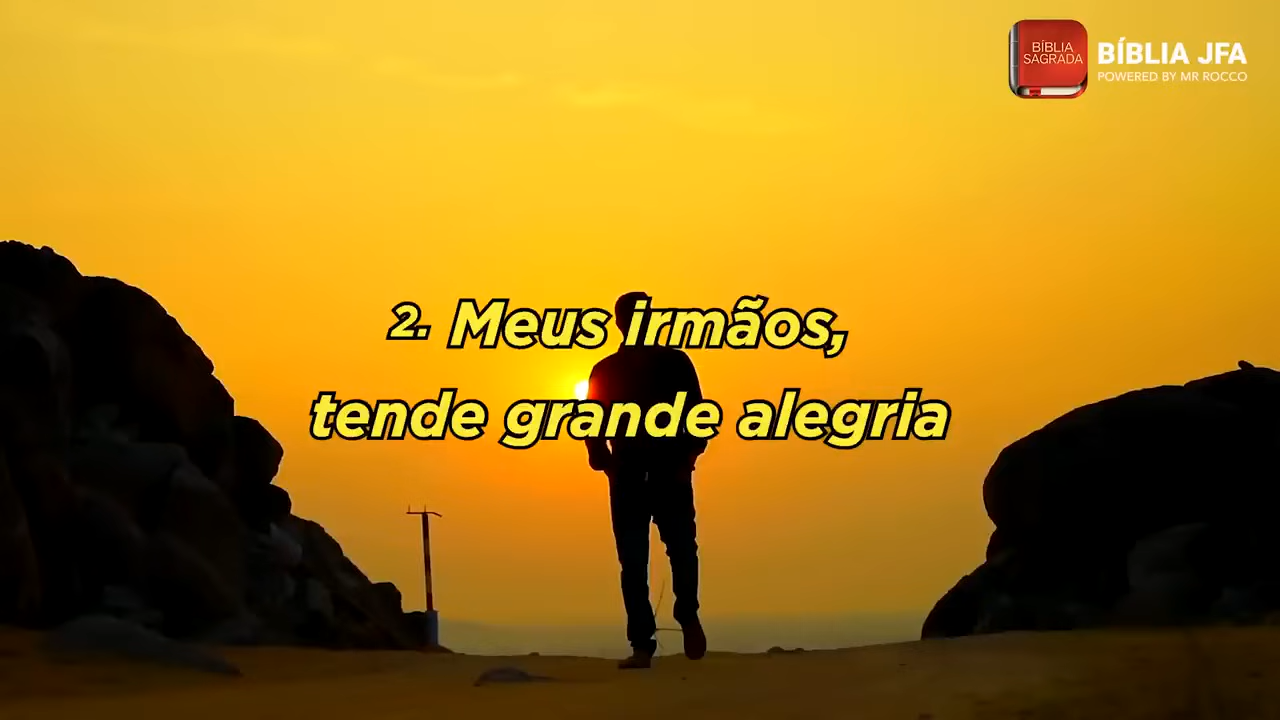 BÍBLIA
SAGRADA
BÍBLIA JFA
POWERED BY MR ROCCO
2. Meus irmãos,
tende grande alegria